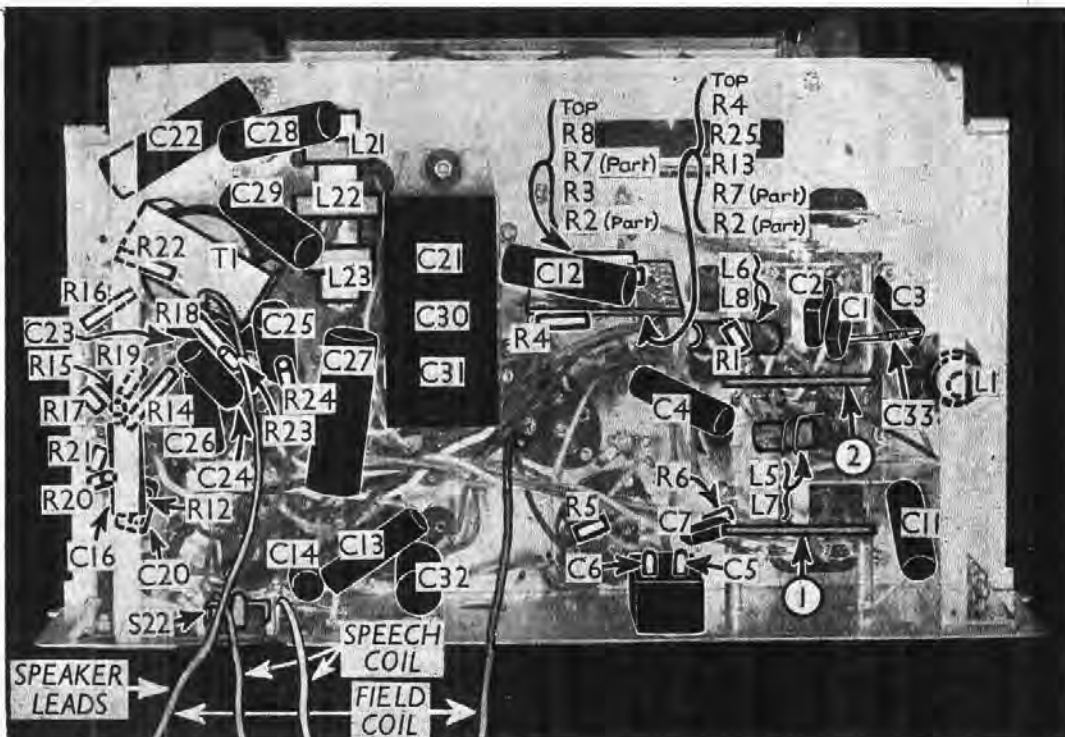 TOP
R8
R7 (Part)
R3
R2 (Part)
TOP
R4
R25
R13
R7 (Part)
R2 (Part)
C22
C28
L21
L22
C29
L23
R22
T1
C21
C30
C31
C12
R4
L6
L8
R1
C2
C1
C3
C33
L1
R16
C23
R18
C25
R15
R19
R17
R14
C27
R24
R23
C26
C24
R21
R20
R12
C16
C20
C4
2
L5
L7
R6
R5
C7
C11
C6
C5
1
C14
C13
C32
S22
SPEECH
COIL
SPEAKER
LEADS
FIELD
COIL